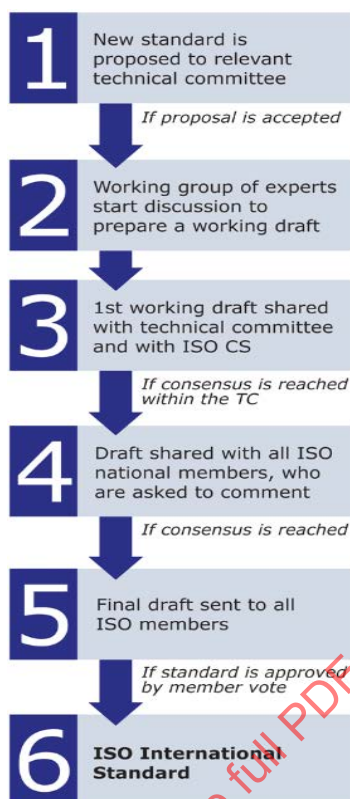 1
New standard is
proposed to relevant
technical committee
If proposal is accepted
2
Working group of experts
start discussion to
prepare a working draft
3
1st working draft shared
with technical committee
and with ISO CS
If consensus is reached
within the TC
4
Draft shared with all ISO
national members, who
are asked to comment
If consensus is reached
5
Final draft sent to all
ISO members
If standard is approved
by member vote
6
ISO International
Standard
full PDF